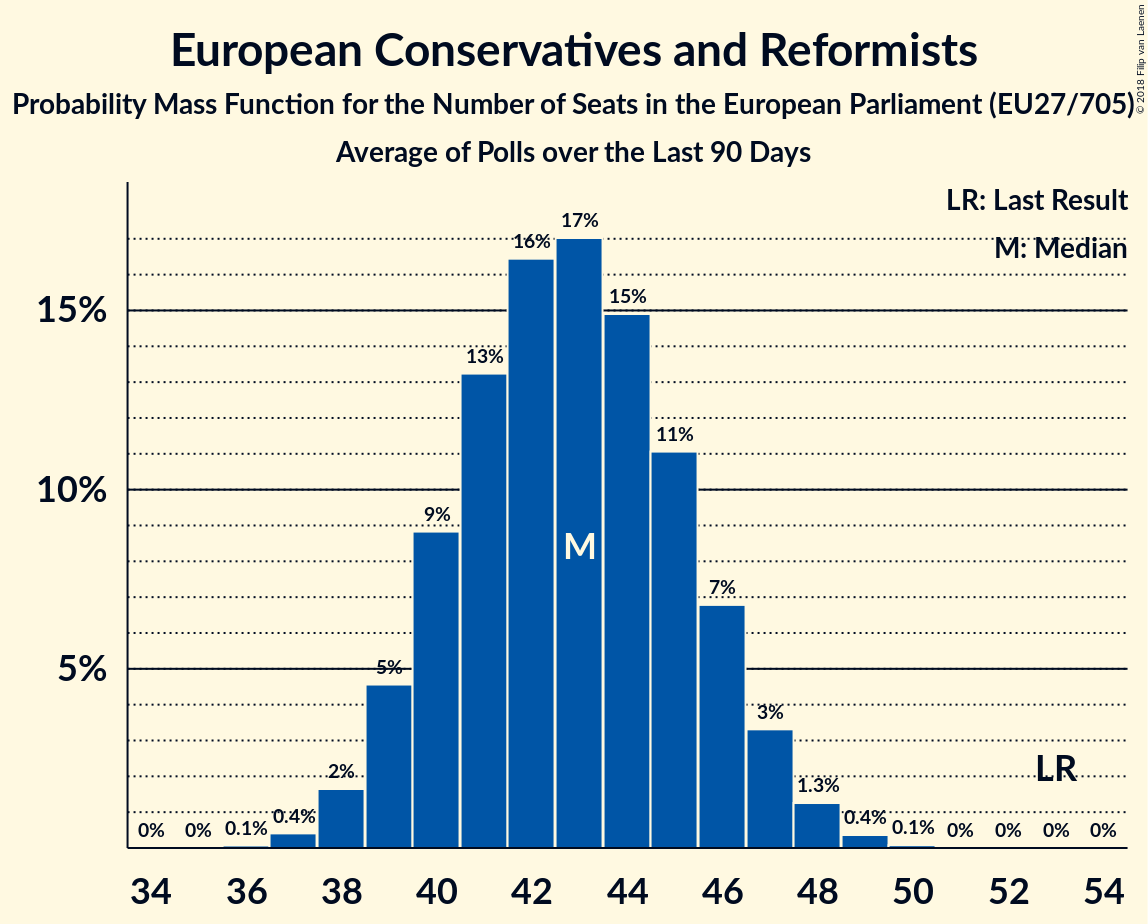 European Conservatives and Reformists
Probability Mass Function for the Number of Seats in the European Parliament (EU27/705)
Average of Polls over the Last 90 Days
© 2018 Filip van Laenen
LR: Last Result
M: Median
17%
16%
15%
15%
13%
11%
10%
9%
M
7%
5%
5%
3%
LR
2%
1.3%
0.4%
0.4%
0.1%
0.1%
0%
0%
0%
0%
0%
0%
34 36 38 40 42 44 46 48 50 52 54